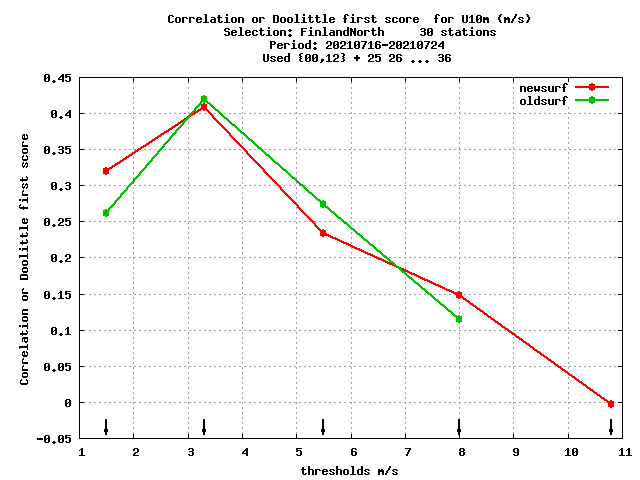 Correlation or Doolittle first score  for U10m (m/s)
Selection: FinlandNorth     30 stations
Period: 20210716-20210724
Used {00,12} + 25 26 ... 36
newsurf
oldsurf
Correlation or Doolittle first score
0.45
0.4
0.35
0.3
0.25
0.2
0.15
0.1
0.05
0
-0.05
1 2 3 4 5 6 7 8 9 10 11
thresholds m/s